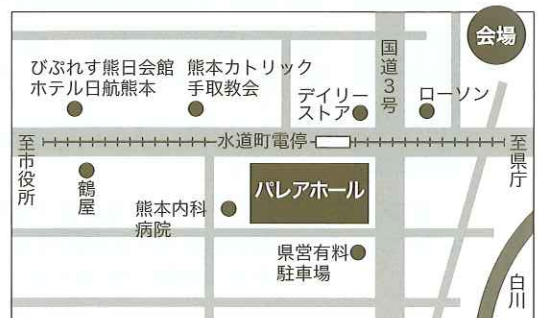 会場
びぷれす熊日会館
ホテル日航熊本
熊本カトリック
手取教会
デイリー
ストア
国道3号
ローソン
至市役所
水道町電停
至県庁
鶴屋
熊本内科
病院
パレアホール
県営有料
駐車場
白川